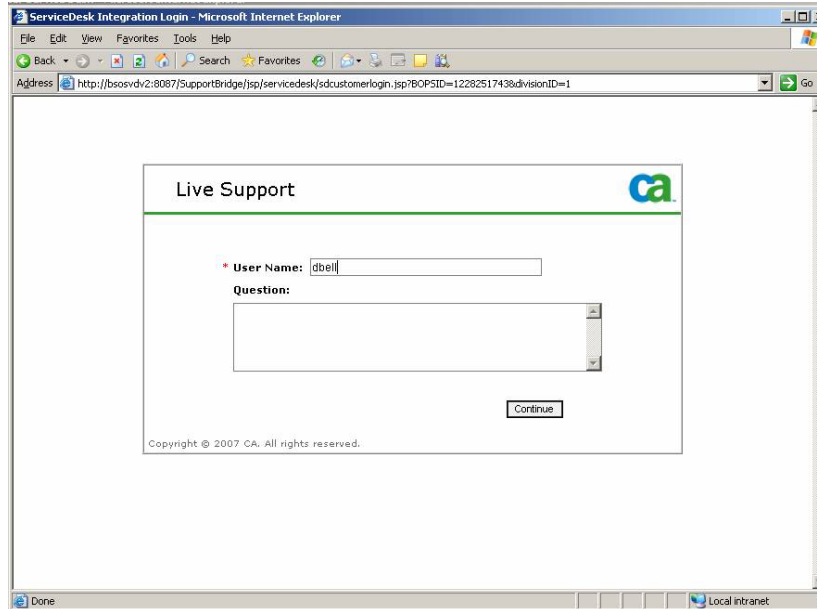 ServiceDesk Integration Login - Microsoft Internet Explorer
File Edit View Favorites Tools Help
Back Search Favorites
Address http://bsosvdv2:8087/SupportBridge/jsp/servicedesk/sdcustomerlogin.jsp?BOPSID=1228251743&divisionID=1 Go
Live Support ca
* User Name: dbell
Question:
Continue
Copyright © 2007 CA. All rights reserved.
Done Local intranet